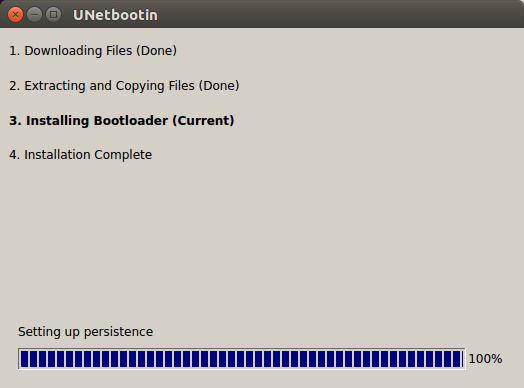 UNetbootin
1. Downloading Files (Done)
2. Extracting and Copying Files (Done)
3. Installing Bootloader (Current)
4. Installation Complete
Setting up persistence
100%